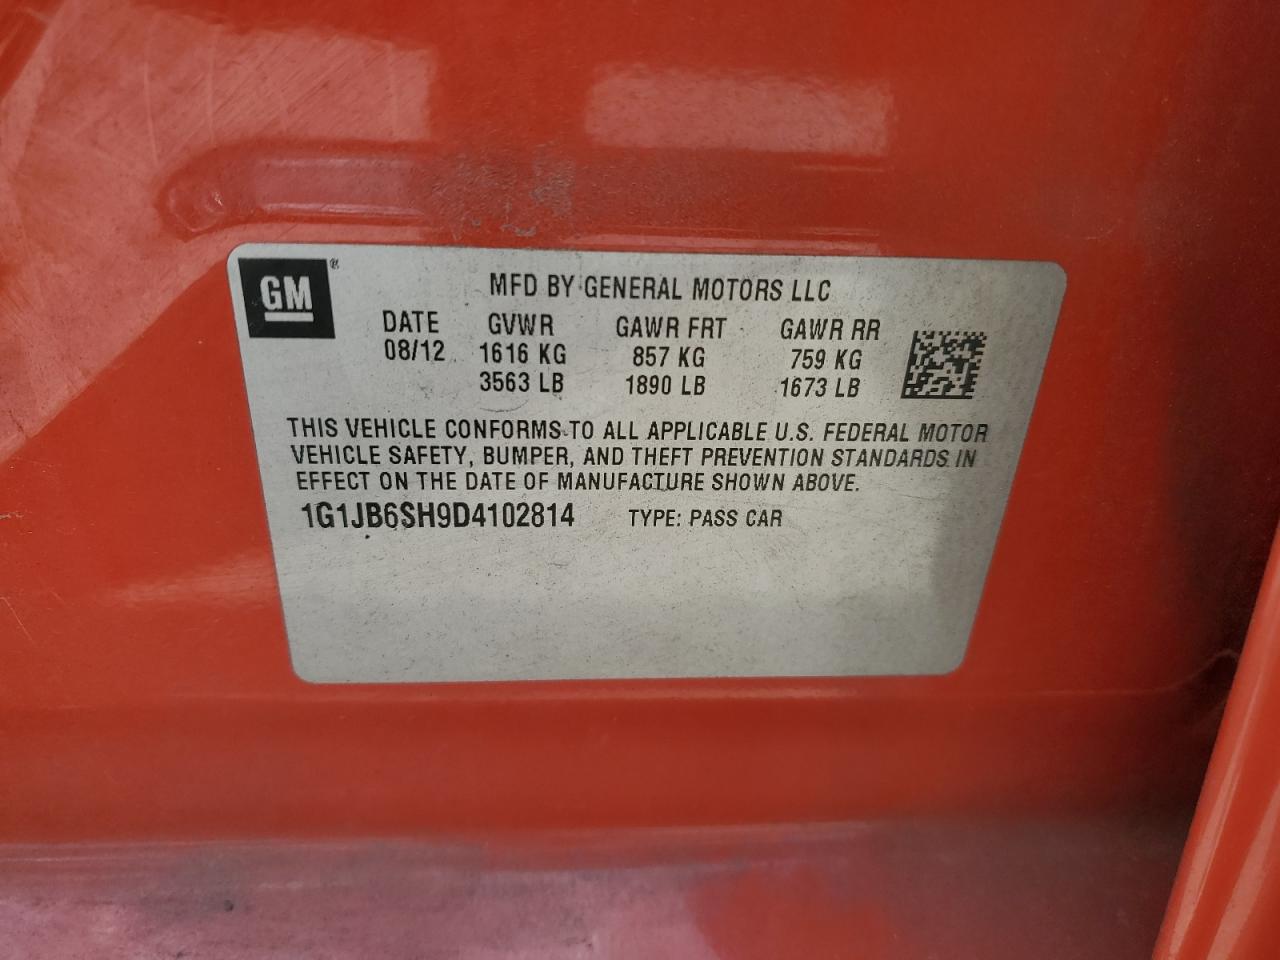 GM®
MFD BY GENERAL MOTORS LLC
DATE GVWR GAWR FRT GAWR RR
08/12 1616 KG 857 KG 759 KG
3563 LB 1890 LB 1673 LB
THIS VEHICLE CONFORMS TO ALL APPLICABLE U.S. FEDERAL MOTOR
VEHICLE SAFETY, BUMPER, AND THEFT PREVENTION STANDARDS IN
EFFECT ON THE DATE OF MANUFACTURE SHOWN ABOVE.
1G1JB6SH9D4102814 TYPE: PASS CAR